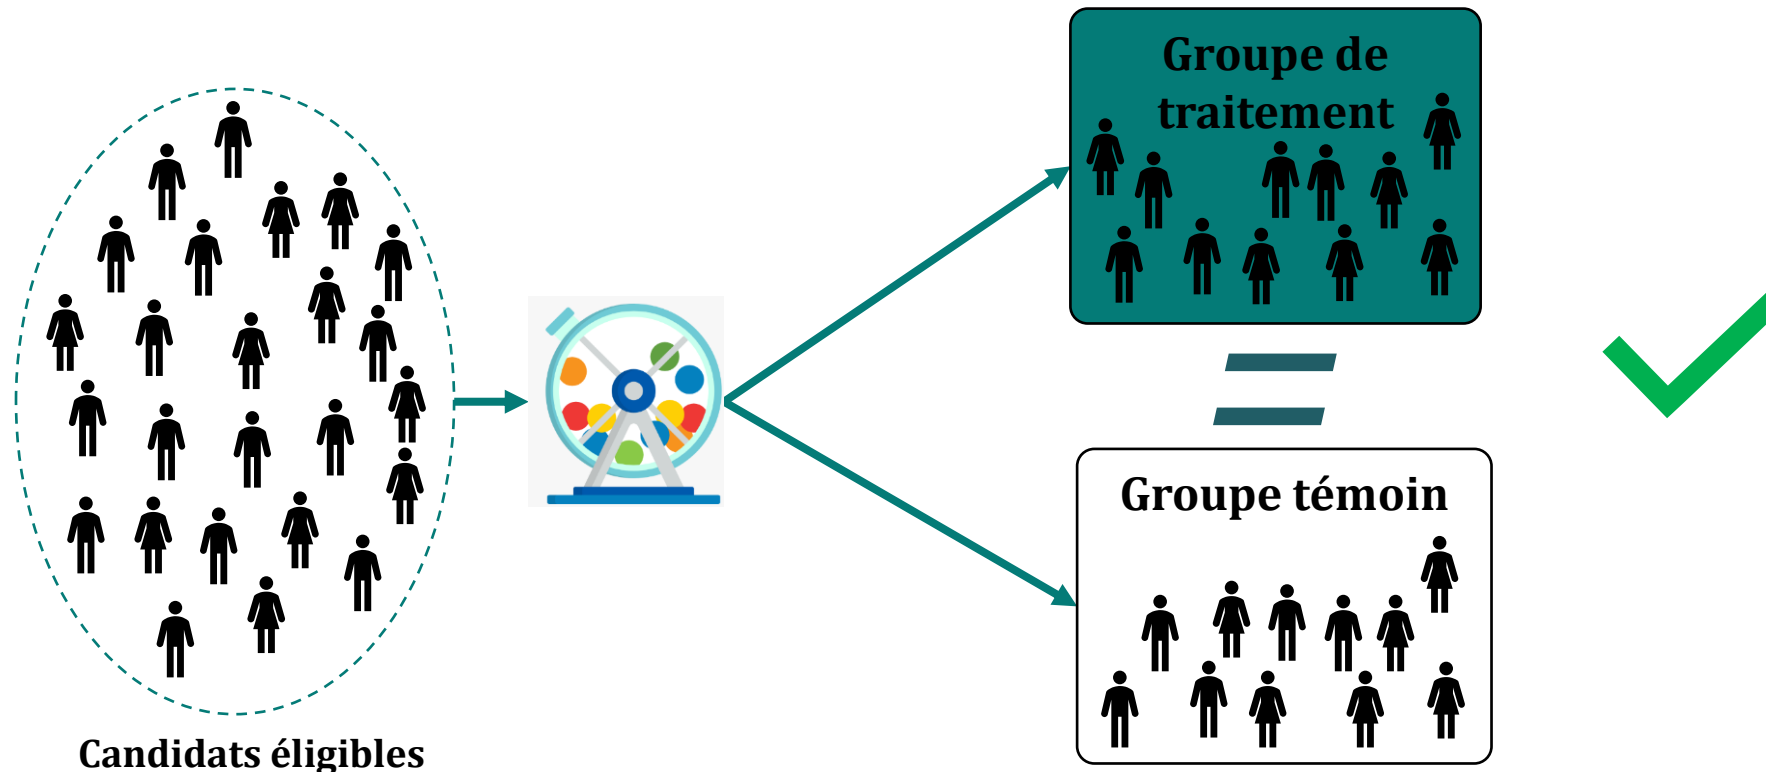 Groupe de
traitement
Groupe témoin
Candidats éligibles